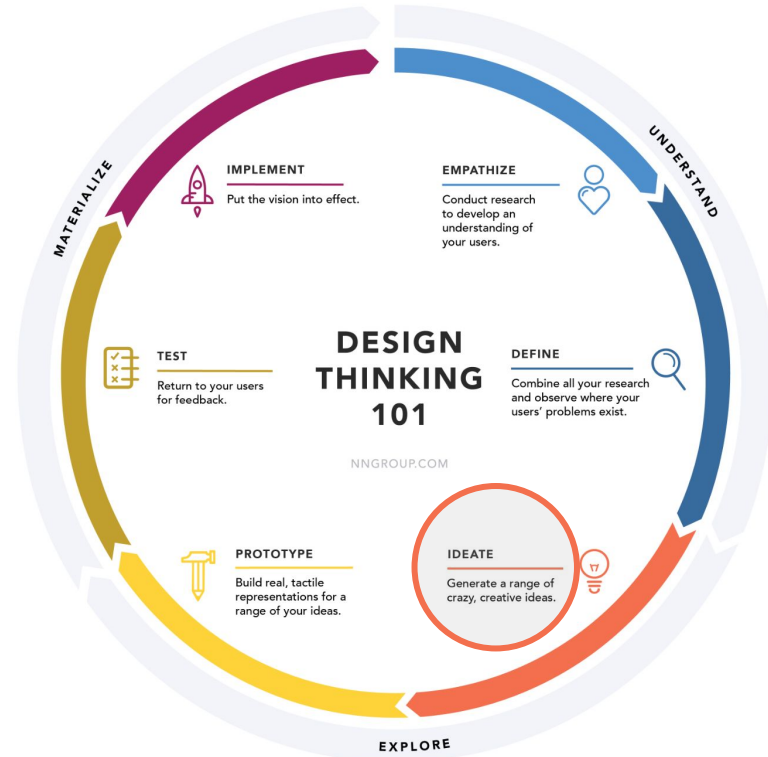 DESIGN
THINKING
101
NNGROUP.COM
UNDERSTAND
EMPATHIZE
Conduct research
to develop an
understanding of
your users.
DEFINE
Combine all your research
and observe where your
users’ problems exist.
EXPLORE
IDEATE
Generate a range of
crazy, creative ideas.
PROTOTYPE
Build real, tactile
representations for a
range of your ideas.
MATERIALIZE
TEST
Return to your users
for feedback.
IMPLEMENT
Put the vision into effect.